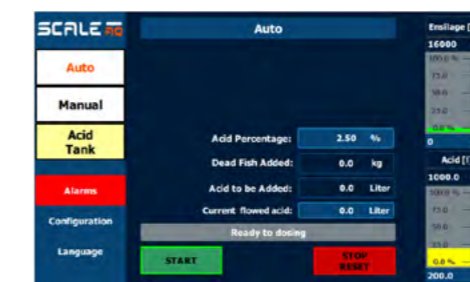 SCALE AQ
Auto
Manual
Acid
Tank
Alarms
Configuration
Language
Auto
Acid Percentage: 2.50 %
Dead Fish Added: 0.0 kg
Acid to be Added: 0.0 Liter
Current flowed acid: 0.0 Liter
Ready to dosing
START
STOP
RESET
Ensilage [
16000
100.0 %
75.0
50.0
25.0
0.0 %
0
Acid [l]
1000.0
100.0 %
75.0
50.0
0.0 %
200.0